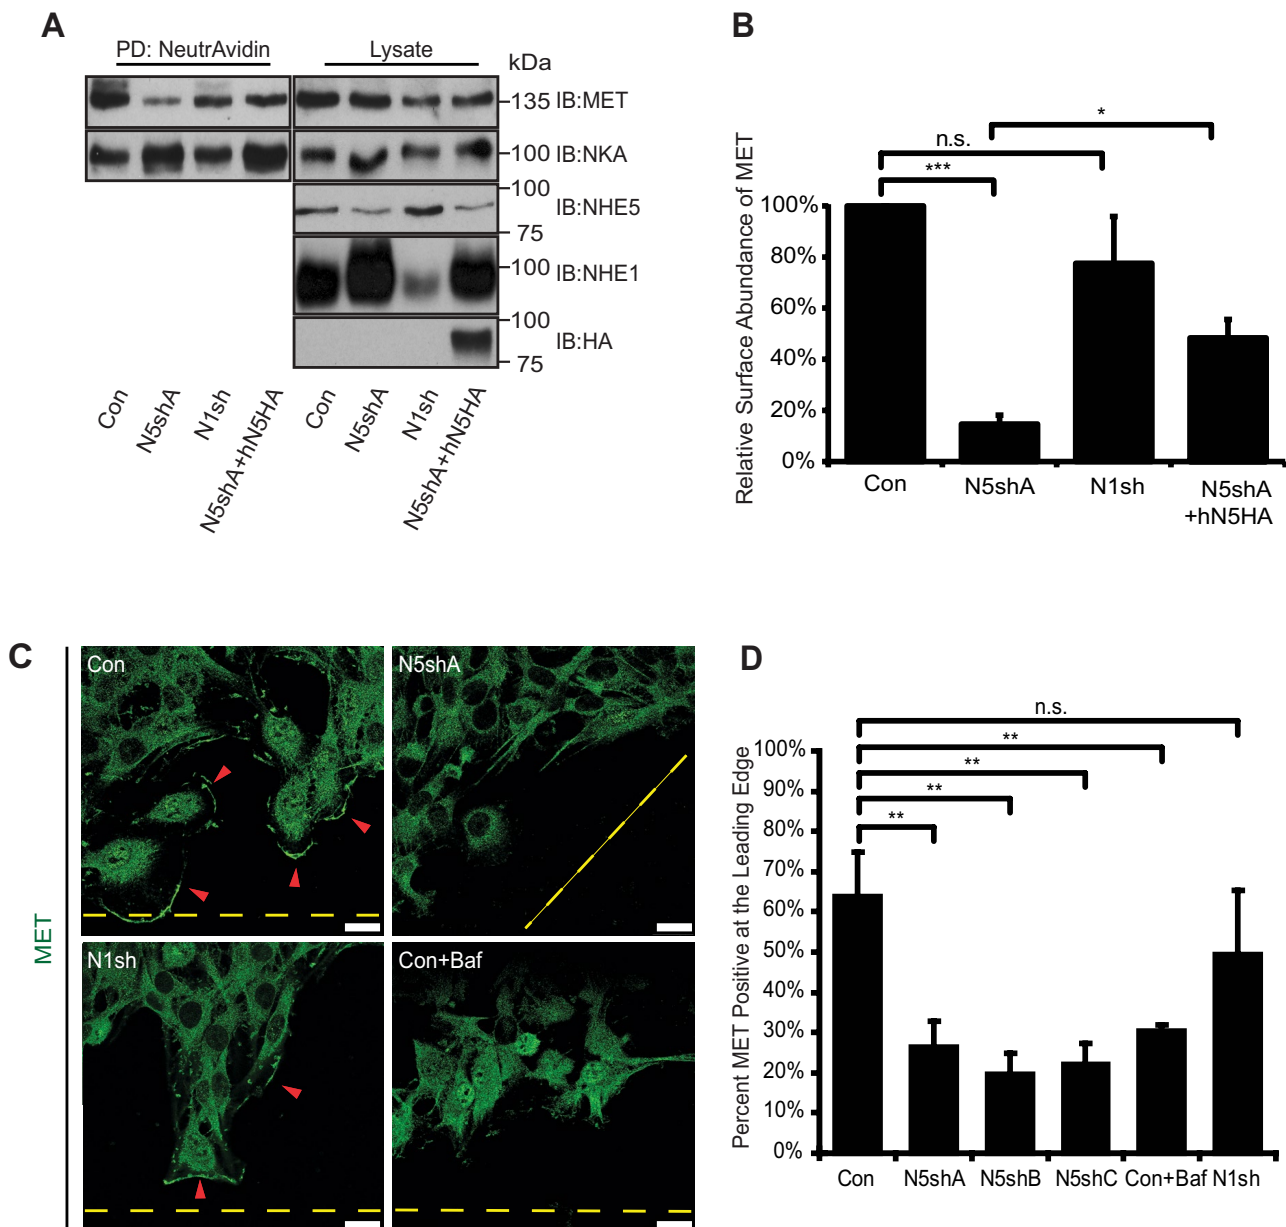 A
PD: NeutrAvidin
Lysate
kDa
135 IB:MET
100 IB:NKA
100
IB:NHE5
75
100 IB:NHE1
100
IB:HA
75
Con
N5shA
N1sh
N5shA+hN5HA
Con
N5shA
N1sh
N5shA+hN5HA
B
Relative Surface Abundance of MET
*
n.s.
***
100%
80%
60%
40%
20%
0%
Con
N5shA
N1sh
N5shA
+hN5HA
C
MET
Con
N5shA
N1sh
Con+Baf
D
Percent MET Positive at the Leading Edge
n.s.
**
**
**
**
100%
90%
80%
70%
60%
50%
40%
30%
20%
10%
0%
Con
N5shA
N5shB
N5shC
Con+Baf
N1sh